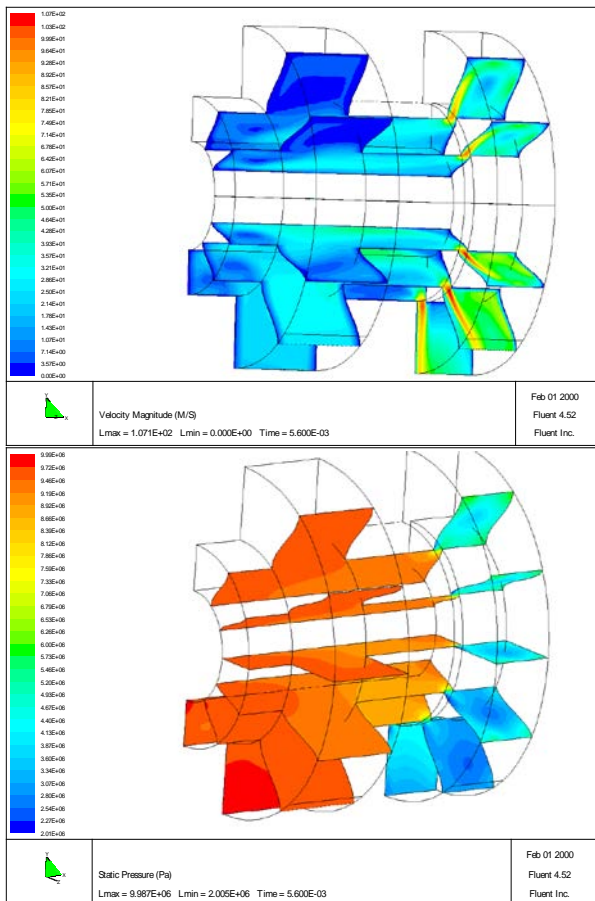 1.07E+02
1.03E+02
9.99E+01
9.64E+01
9.28E+01
8.92E+01
8.57E+01
8.21E+01
7.85E+01
7.49E+01
7.14E+01
6.78E+01
6.42E+01
6.07E+01
5.71E+01
5.35E+01
5.00E+01
4.64E+01
4.28E+01
3.93E+01
3.57E+01
3.21E+01
2.86E+01
2.50E+01
2.14E+01
1.78E+01
1.43E+01
1.07E+01
7.14E+00
3.57E+00
0.00E+00
Y
X
Z
Velocity Magnitude (M/S)
Lmax = 1.071E+02 Lmin = 0.000E+00 Time = 5.600E-03
Feb 01 2000
Fluent 4.52
Fluent Inc.
9.99E+06
9.72E+06
9.46E+06
9.19E+06
8.92E+06
8.66E+06
8.39E+06
8.12E+06
7.86E+06
7.59E+06
7.33E+06
7.06E+06
6.79E+06
6.53E+06
6.26E+06
6.00E+06
5.73E+06
5.46E+06
5.20E+06
4.93E+06
4.67E+06
4.40E+06
4.13E+06
3.87E+06
3.60E+06
3.34E+06
3.07E+06
2.80E+06
2.54E+06
2.27E+06
2.01E+06
Y
X
Z
Static Pressure (Pa)
Lmax = 9.987E+06 Lmin = 2.005E+06 Time = 5.600E-03
Feb 01 2000
Fluent 4.52
Fluent Inc.